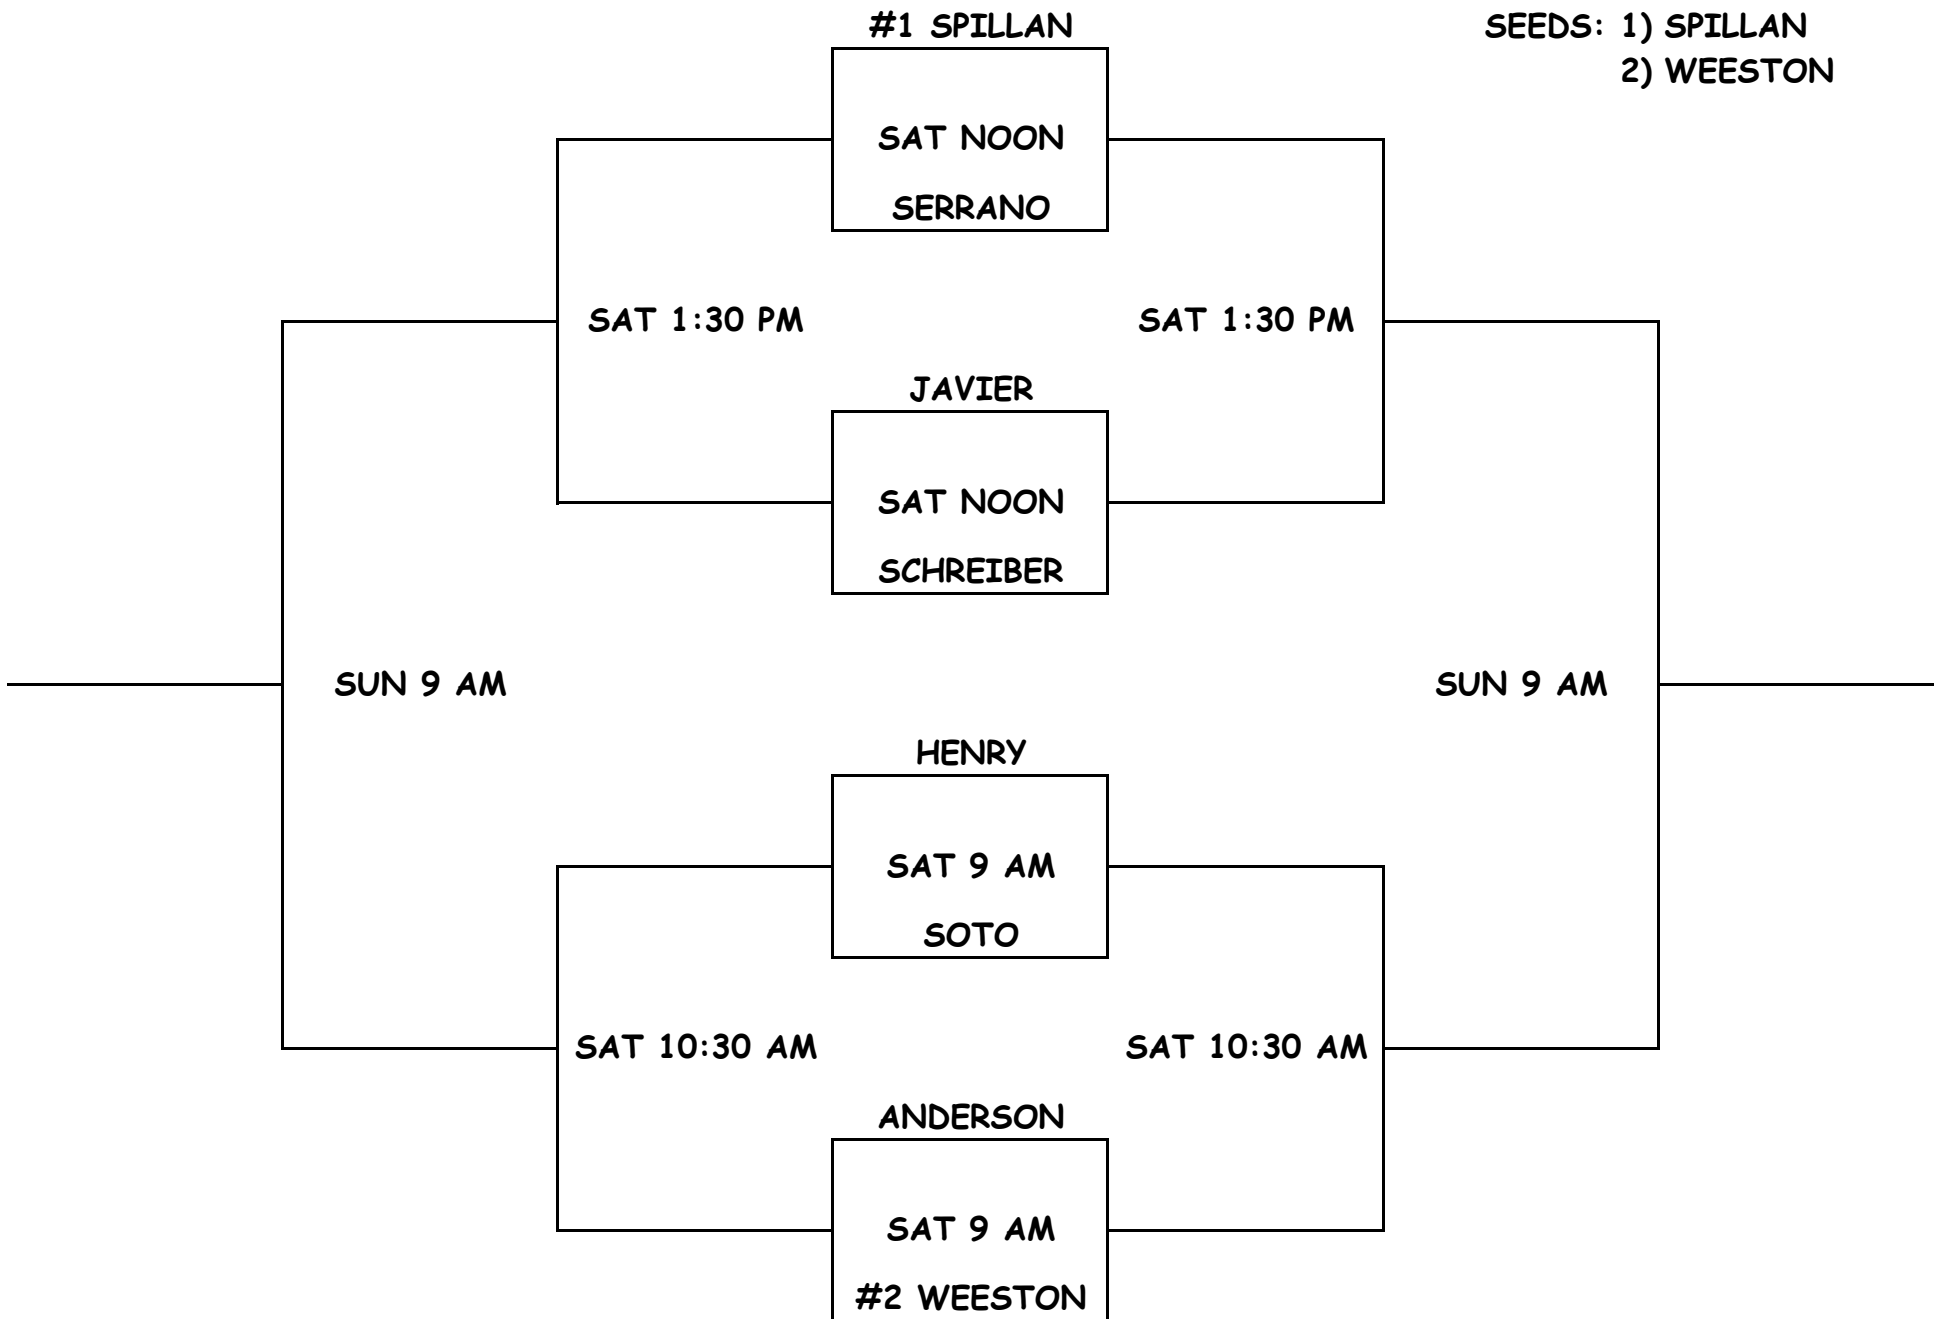 #1 SPILLAN
SEEDS: 1) SPILLAN
2) WEESTON
SAT NOON
SERRANO
SAT 1:30 PM
SAT 1:30 PM
JAVIER
SAT NOON
SCHREIBER
SUN 9 AM
SUN 9 AM
HENRY
SAT 9 AM
SOTO
SAT 10:30 AM
SAT 10:30 AM
ANDERSON
SAT 9 AM
#2 WEESTON